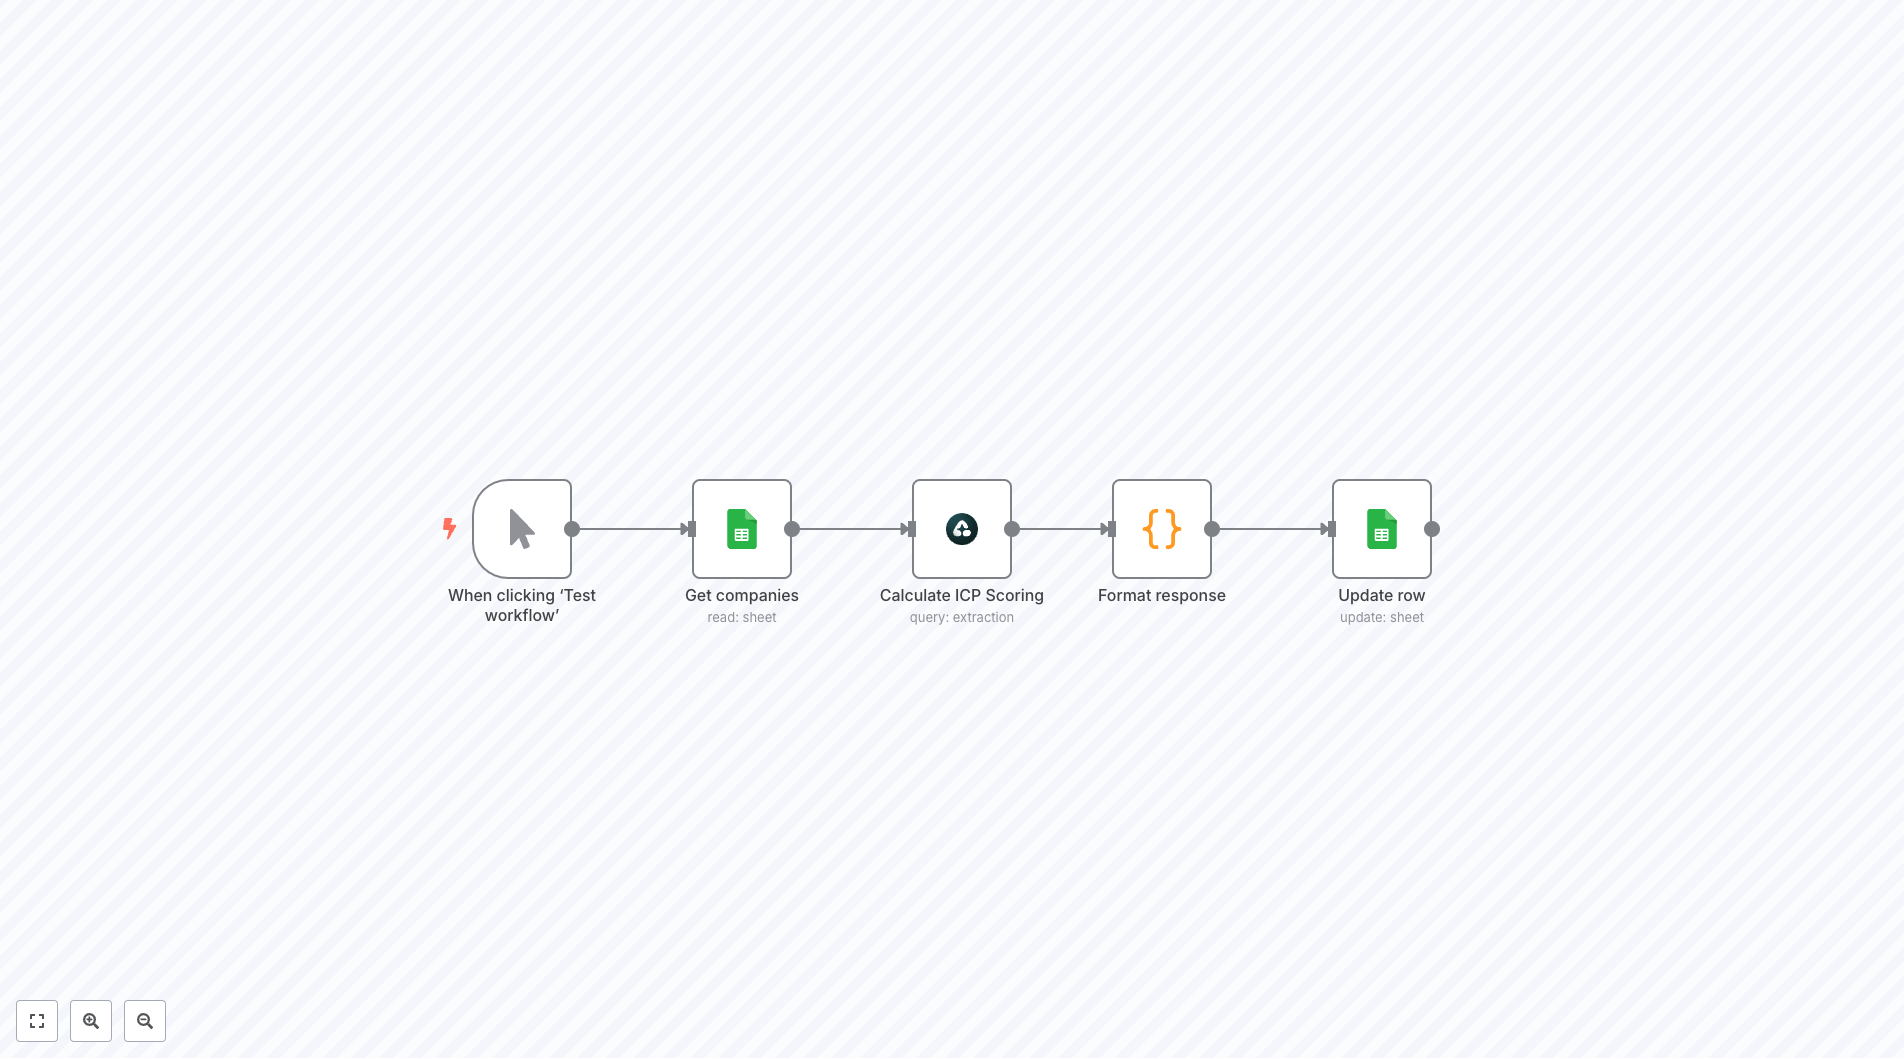 When clicking ‘Test
workflow’
Get companies
read: sheet
Calculate ICP Scoring
query: extraction
Format response
Update row
update: sheet